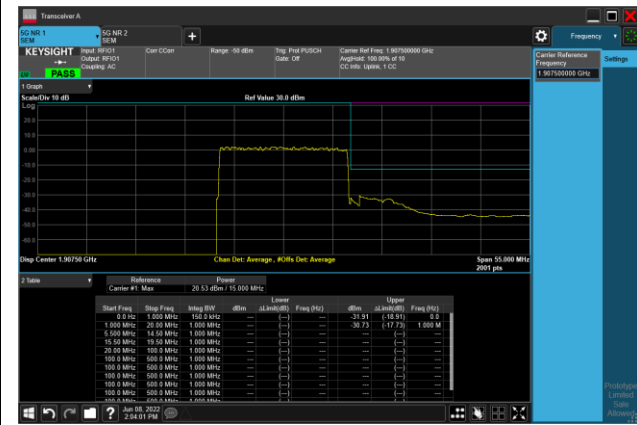 Transceiver A
5G NR 1
SEM
5G NR 2
SEM
+
Frequency
KEYSIGHT
Input: RFIO1
Output: RFIO1
Coupling: AC
Corr CCorr
Range: -50 dBm
Trig: Prot PUSCH
Gate: Off
Carrier Ref Freq: 1.907500000 GHz
Avg|Hold: 100.00% of 10
CC Info: Uplink, 1 CC
PASS
Carrier Reference
Frequency
1.907500000 GHz
Settings
1 Graph
Scale/Div 10 dB
Ref Value 30.0 dBm
Log
20.0
10.0
0.00
-10.0
-20.0
-30.0
-40.0
-50.0
Disp Center 1.90750 GHz
Chan Det: Average , #Offs Det: Average
Span 55.000 MHz
2001 pts
2 Table
Reference Power
Carrier #1: Max 20.53 dBm / 15.000 MHz
Lower Upper
Start Freq Stop Freq Integ BW dBm ΔLimit(dB) Freq (Hz) dBm ΔLimit(dB) Freq (Hz)
0.0 Hz 1.000 MHz 150.0 kHz --- (---) --- -31.91 (-18.91) 0.0
1.000 MHz 20.00 MHz 1.000 MHz --- (---) --- -30.73 (-17.73) 1.000 M
5.500 MHz 14.50 MHz 1.000 MHz --- (---) --- --- (---) ---
15.50 MHz 19.50 MHz 1.000 MHz --- (---) --- --- (---) ---
20.00 MHz 100.0 MHz 1.000 MHz --- (---) --- --- (---) ---
100.0 MHz 500.0 MHz 1.000 MHz --- (---) --- --- (---) ---
100.0 MHz 500.0 MHz 1.000 MHz --- (---) --- --- (---) ---
100.0 MHz 500.0 MHz 1.000 MHz --- (---) --- --- (---) ---
100.0 MHz 500.0 MHz 1.000 MHz --- (---) --- --- (---) ---
100.0 MHz 500.0 MHz 1.000 MHz --- (---) --- --- (---) ---
Jun 08, 2022
2:04:01 PM
Prototype
Limited
Sale
Allowed